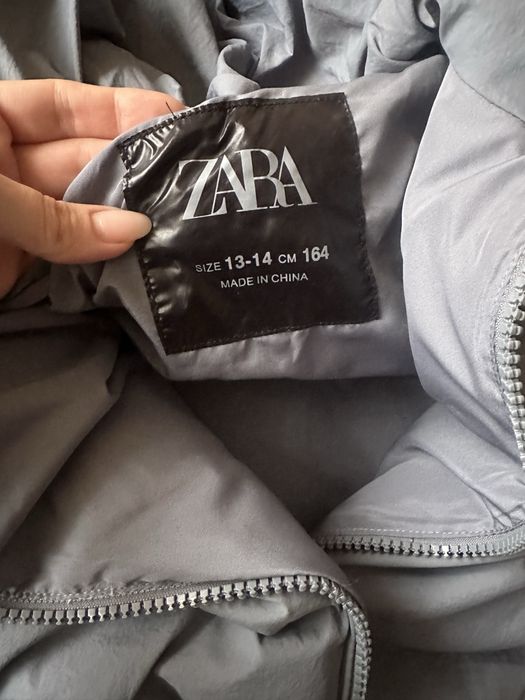 ZARA
SIZE 13-14 CM 164
MADE IN CHINA